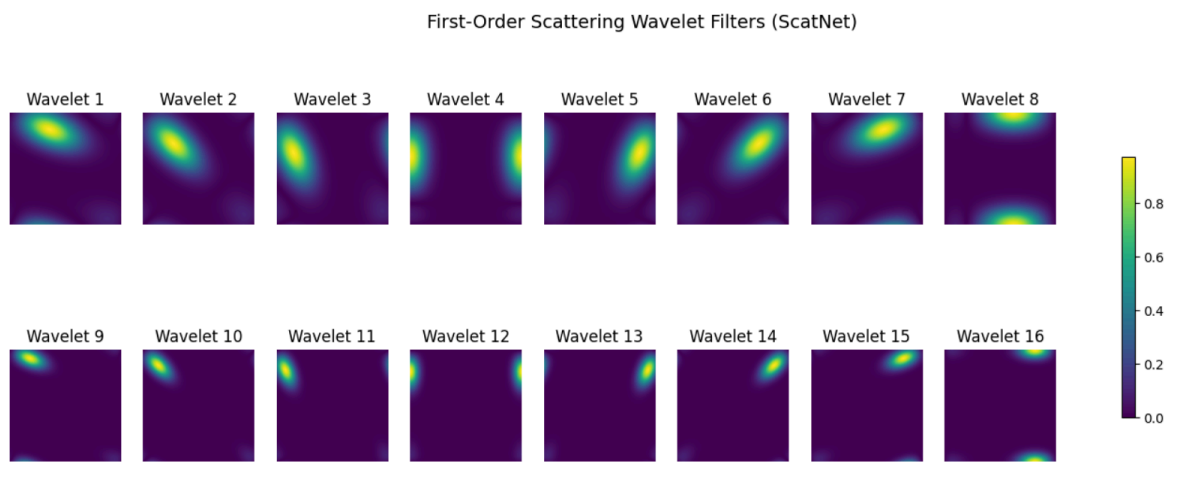 First-Order Scattering Wavelet Filters (ScatNet)
Wavelet 1 Wavelet 2 Wavelet 3 Wavelet 4 Wavelet 5 Wavelet 6 Wavelet 7 Wavelet 8
0.8
0.6
0.4
Wavelet 9 Wavelet 10 Wavelet 11 Wavelet 12 Wavelet 13 Wavelet 14 Wavelet 15 Wavelet 16
0.2
0.0